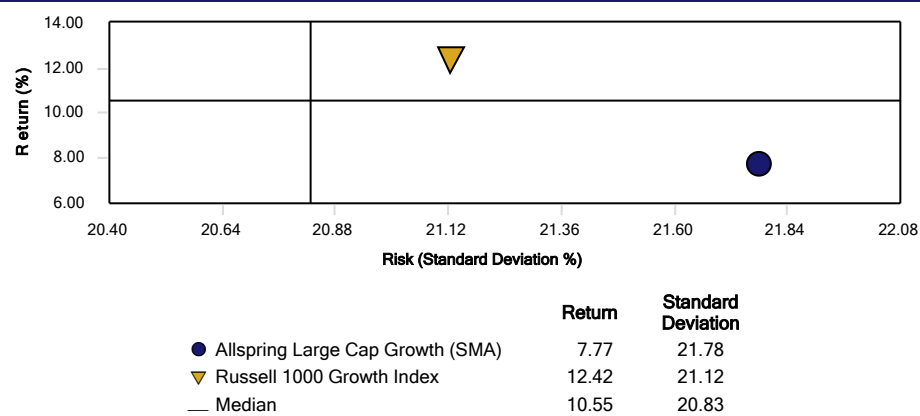 14.00
12.00
10.00
8.00
6.00
Return (%)
20.40 20.64 20.88 21.12 21.36 21.60 21.84 22.08
Risk (Standard Deviation %)
Return Standard Deviation
Allspring Large Cap Growth (SMA) 7.77 21.78
Russell 1000 Growth Index 12.42 21.12
Median 10.55 20.83